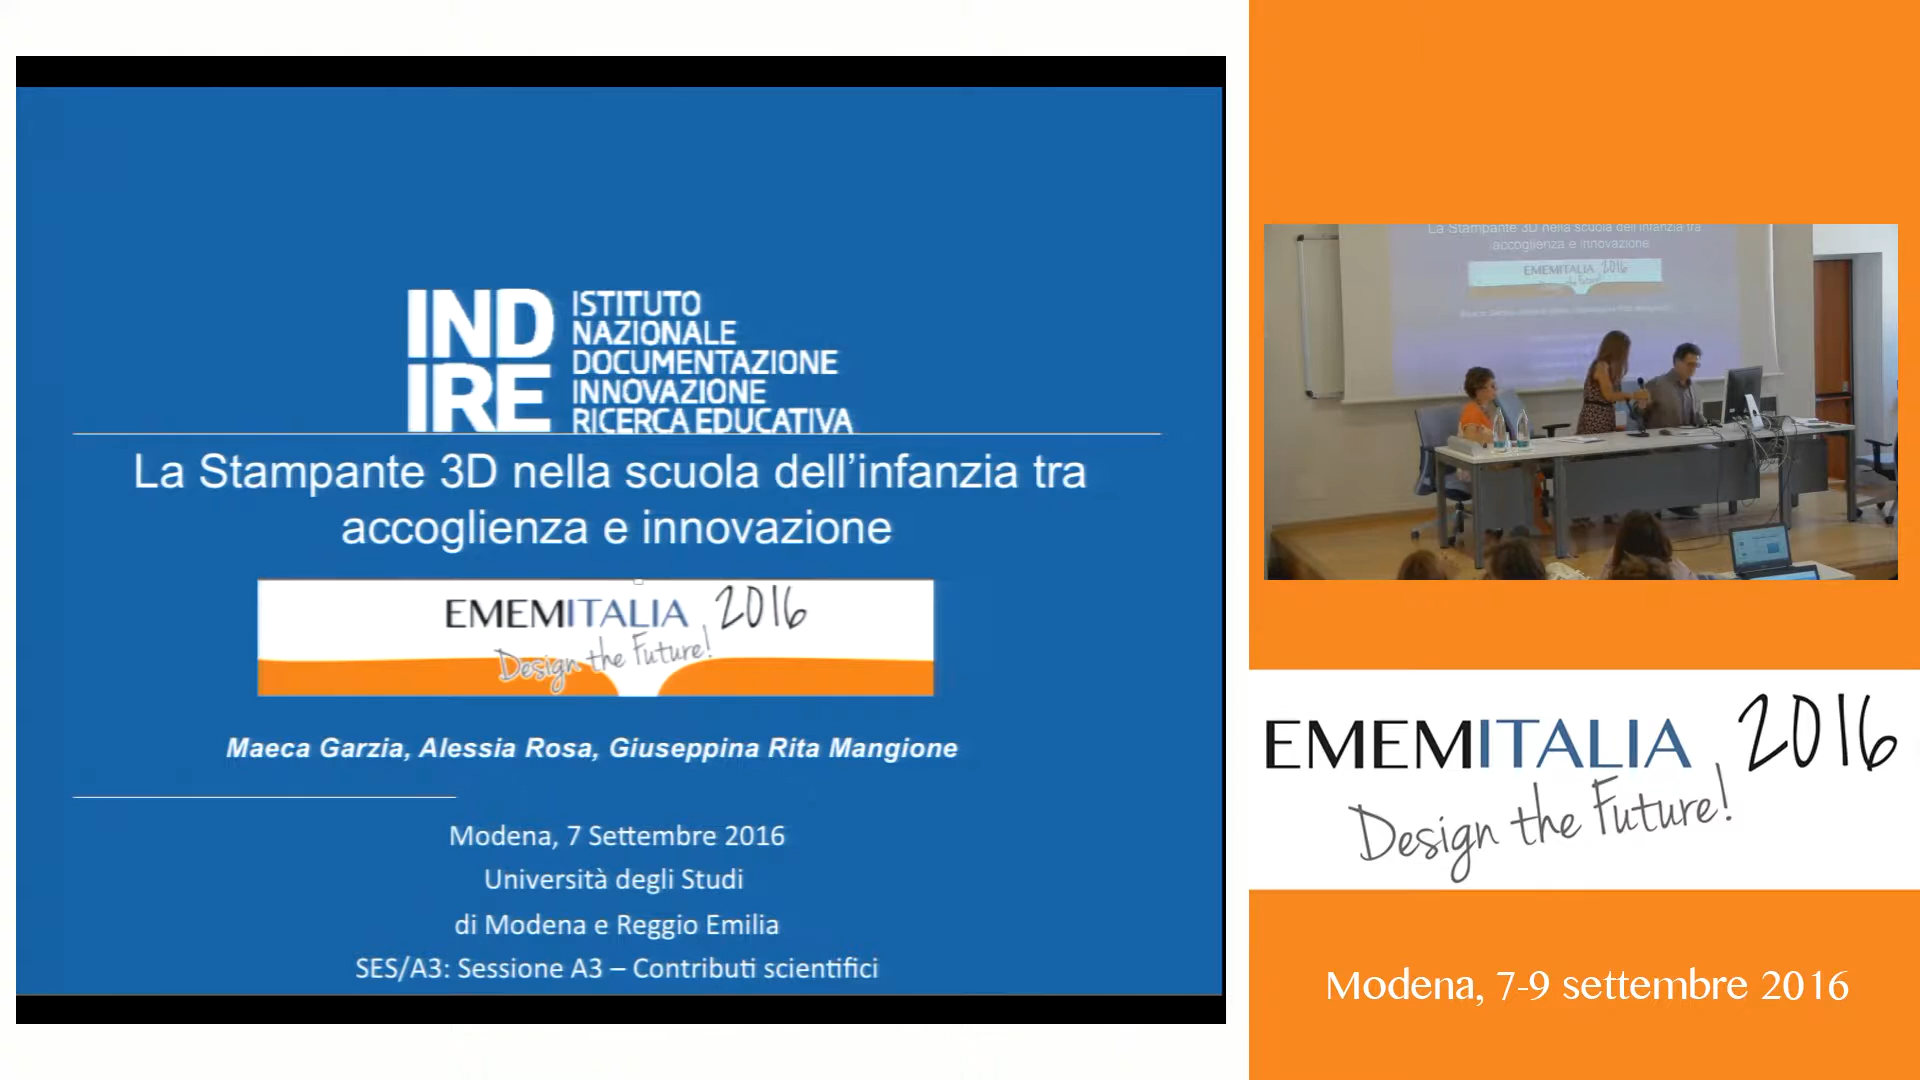 IND
IRE
ISTITUTO
NAZIONALE
DOCUMENTAZIONE
INNOVAZIONE
RICERCA EDUCATIVA
La Stampante 3D nella scuola dell’infanzia tra
accoglienza e innovazione
EMEMITALIA 2016
Design the Future!
Maeca Garzia, Alessia Rosa, Giuseppina Rita Mangione
Modena, 7 Settembre 2016
Università degli Studi
di Modena e Reggio Emilia
SES/A3: Sessione A3 – Contributi scientifici
La Stampante 3D nella scuola dell'infanzia tra
accoglienza e innovazione
EMEMITALIA 2016
EMEMITALIA 2016
Design the Future!
Modena, 7-9 settembre 2016